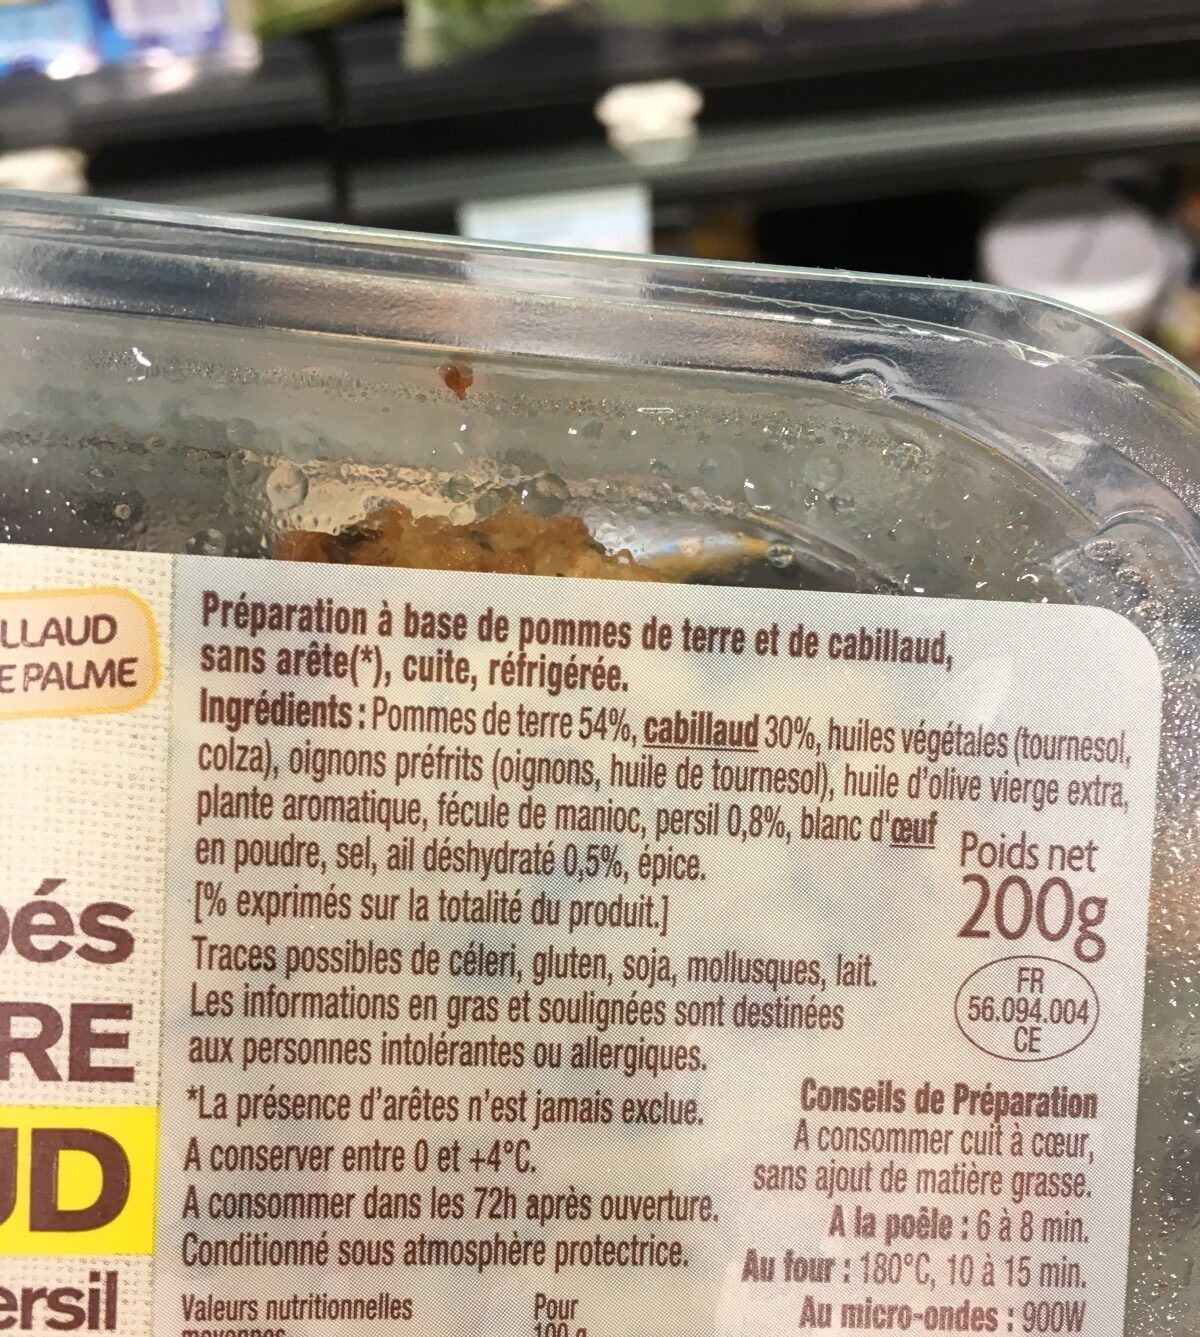 LLAUD
E PALME
és
RE
UD
ersil
Préparation à base de pommes de terre et de cabillaud,
sans arête(*), cuite, réfrigérée.
Ingrédients : Pommes de terre 54%, cabillaud 30%, huiles végétales (tournesol,
colza), oignons préfrits (oignons, huile de tournesol), huile d'olive vierge extra,
plante aromatique, fécule de manioc, persil 0,8%, blanc d'œuf
en poudre, sel, ail déshydraté 0,5%, épice.
[% exprimés sur la totalité du produit.]
Traces possibles de céleri, gluten, soja, mollusques, lait.
Les informations en gras et soulignées sont destinées
aux personnes intolérantes ou allergiques.
*La présence d'arêtes n'est jamais exclue.
A conserver entre 0 et +4°C.
A consommer dans les 72h après ouverture.
Conditionné sous atmosphère protectrice.
Valeurs nutritionnelles
moyennes
Pour
100 g
Poids net
200g
FR
56.094.004
CE
Conseils de Préparation
A consommer cuit à cœur,
sans ajout de matière grasse.
A la poêle : 6 à 8 min.
Au four : 180°C, 10 à 15 min.
Au micro-ondes : 900W